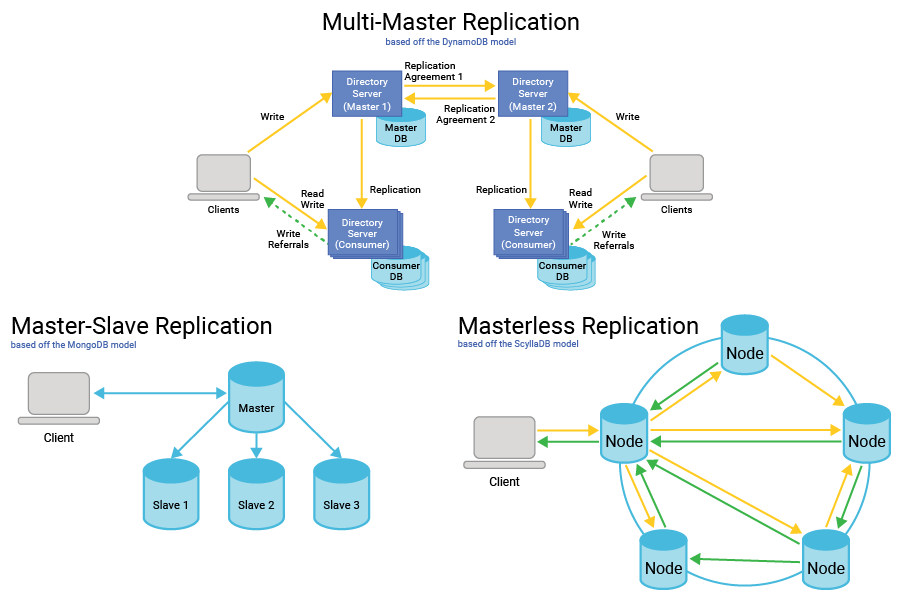 Multi-Master Replication
based off the DynamoDB model
Replication
Agreement 1
Directory
Server
(Master 1)
Directory
Server
(Master 2)
Replication
Agreement 2
Write
Write
Master
DB
Master
DB
Clients
Clients
Read
Write
Replication
Replication
Read
Write
Write
Referrals
Directory
Server
(Consumer)
Directory
Server
(Consumer)
Write
Referrals
Consumer
DB
Consumer
DB
Master-Slave Replication
based off the MongoDB model
Client
Master
Slave 1
Slave 2
Slave 3
Masterless Replication
based off the ScyllaDB model
Node
Node
Node
Client
Node
Node